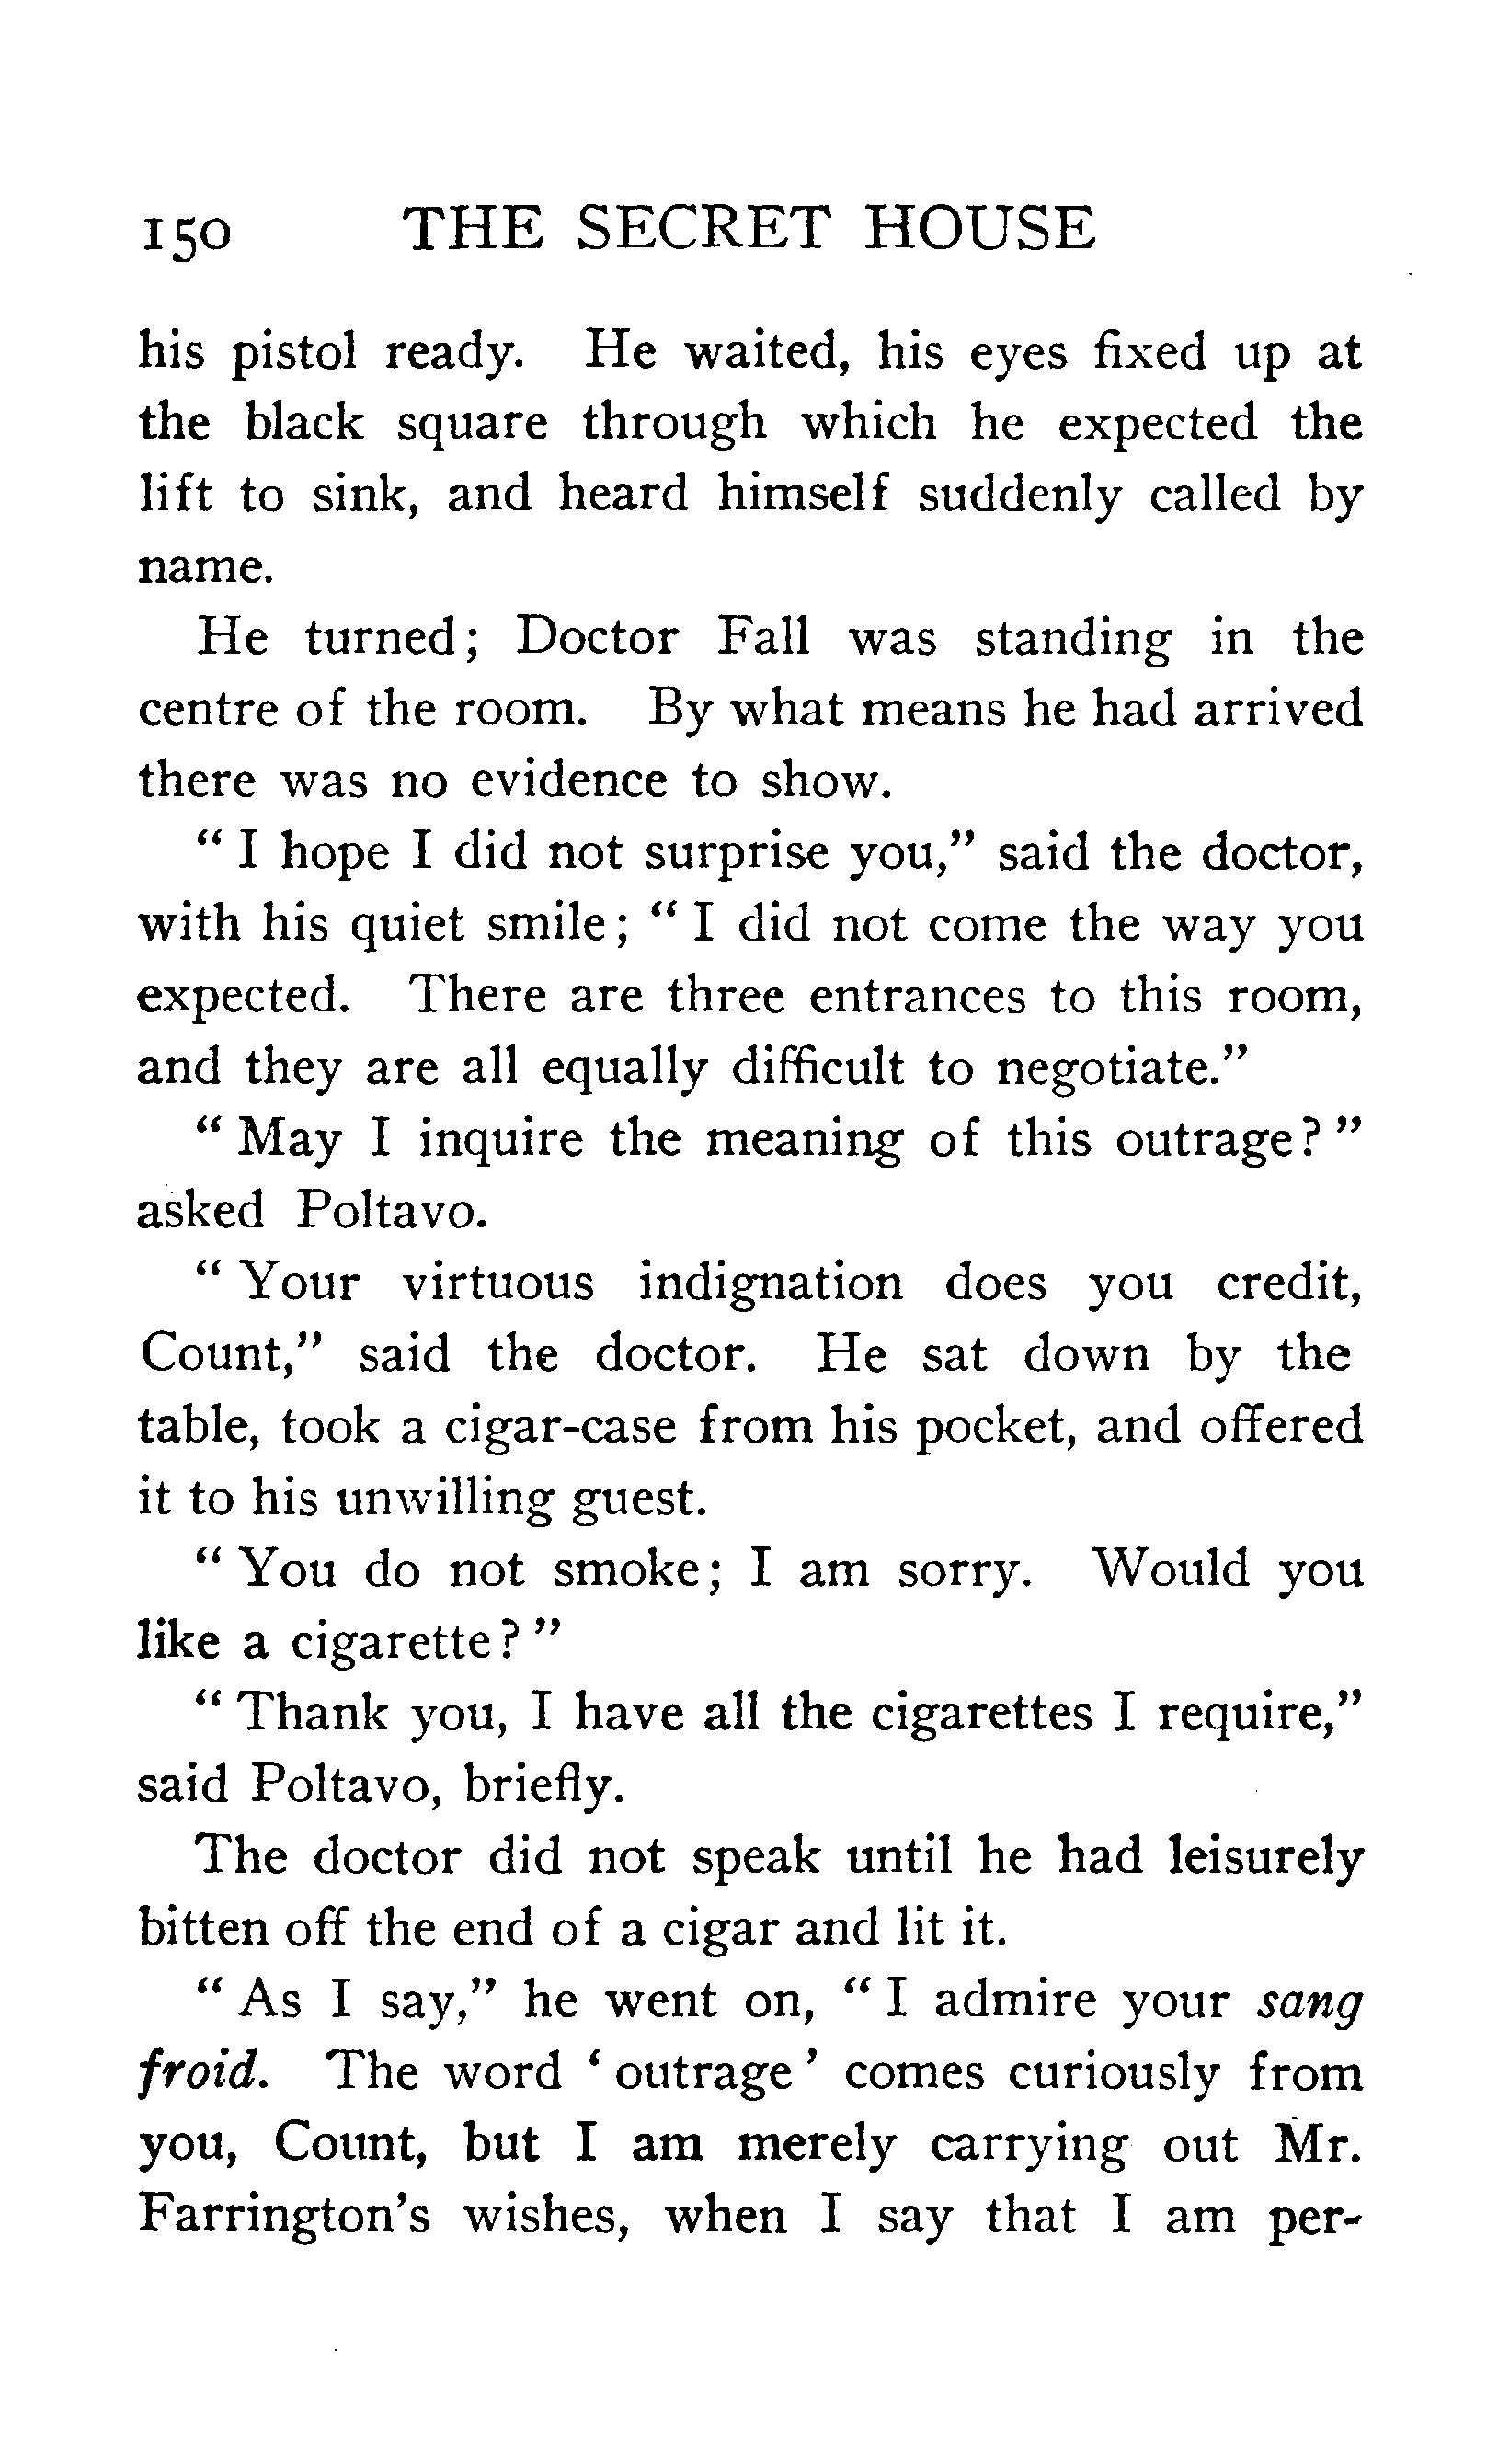 150 THE SECRET HOUSE
his pistol ready. He waited, his eyes fixed up at
the black square through which he expected the
lift to sink, and heard himself suddenly called by
name.
He turned; Doctor Fall was standing in the
centre of the room. By what means he had arrived
there was no evidence to show.
“ I hope I did not surprise you,” said the doctor,
with his quiet smile; “ I did not come the way you
expected. There are three entrances to this room,
and they are all equally difficult to negotiate.”
“ May I inquire the meaning of this outrage? ”
asked Poltavo.
“ Your virtuous indignation does you credit,
Count,” said the doctor. He sat down by the
table, took a cigar-case from his pocket, and offered
it to his unwilling guest.
“ You do not smoke; I am sorry. Would you
like a cigarette? ”
“ Thank you, I have all the cigarettes I require,”
said Poltavo, briefly.
The doctor did not speak until he had leisurely
bitten off the end of a cigar and lit it.
“ As I say,” he went on, “ I admire your sang
froid. The word ‘ outrage ’ comes curiously from
you, Count, but I am merely carrying out Mr.
Farrington’s wishes, when I say that I am per-